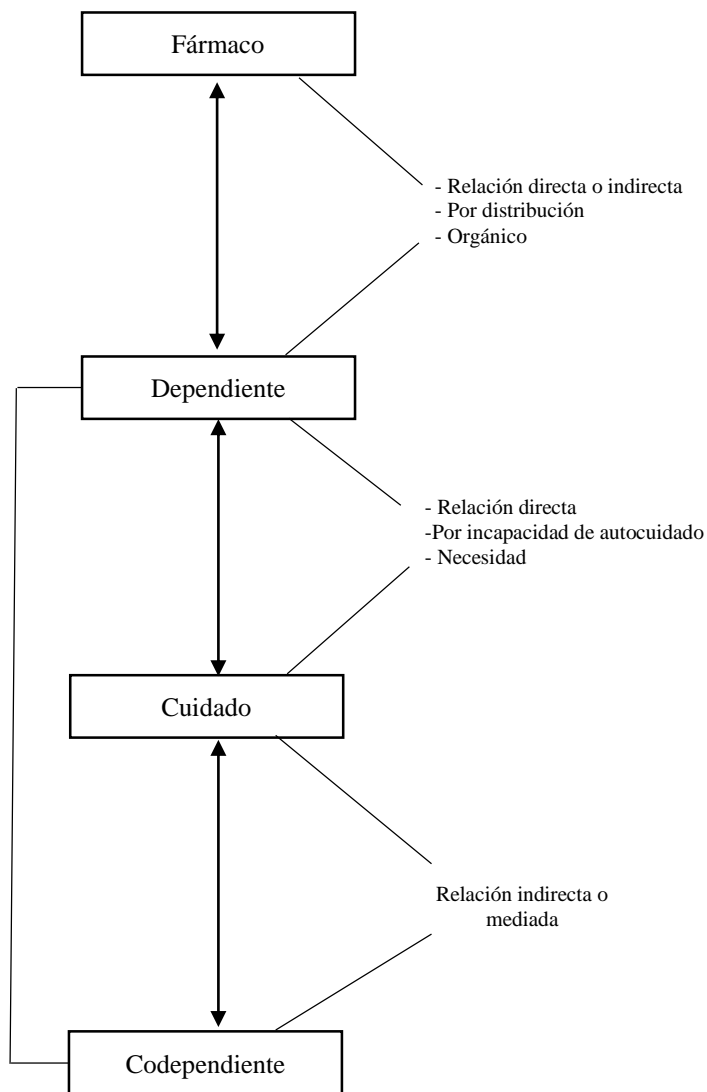 Fármaco
- Relación directa o indirecta
- Por distribución
- Orgánico
Dependiente
- Relación directa
-Por incapacidad de autocuidado
- Necesidad
Cuidado
Relación indirecta o
mediada
Codependiente